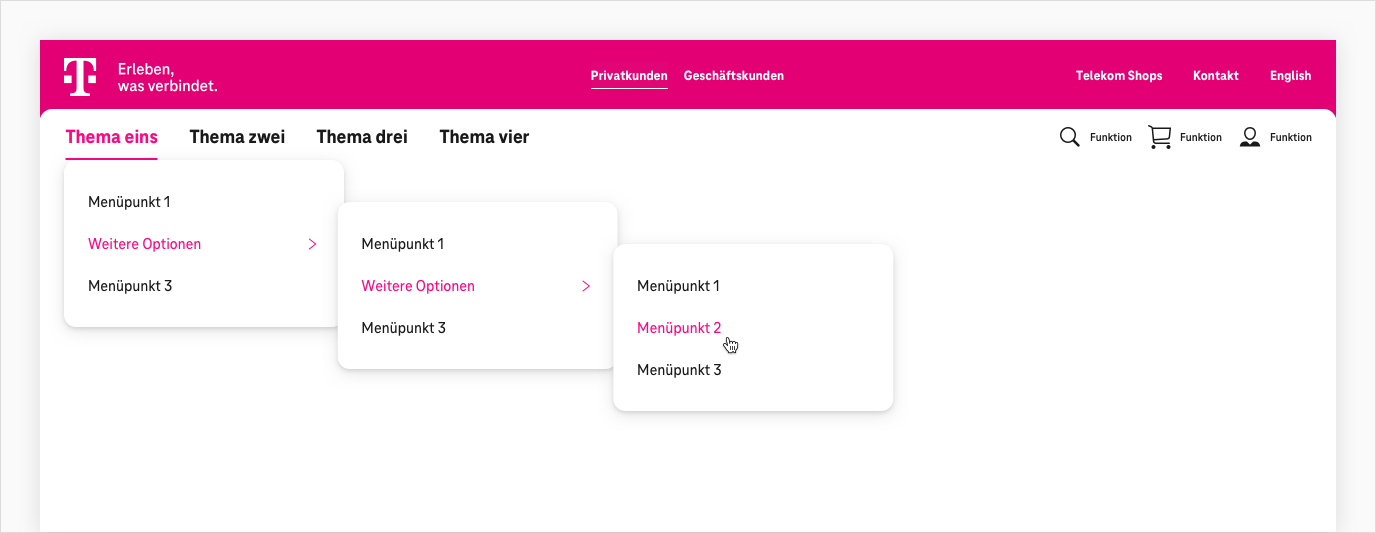 Erleben,
was verbindet.
Privatkunden Geschäftskunden
Telekom Shops Kontakt English
Thema eins Thema zwei Thema drei Thema vier
Funktion Funktion Funktion
Menüpunkt 1
Weitere Optionen
Menüpunkt 3
Menüpunkt 1
Weitere Optionen
Menüpunkt 3
Menüpunkt 1
Menüpunkt 2
Menüpunkt 3